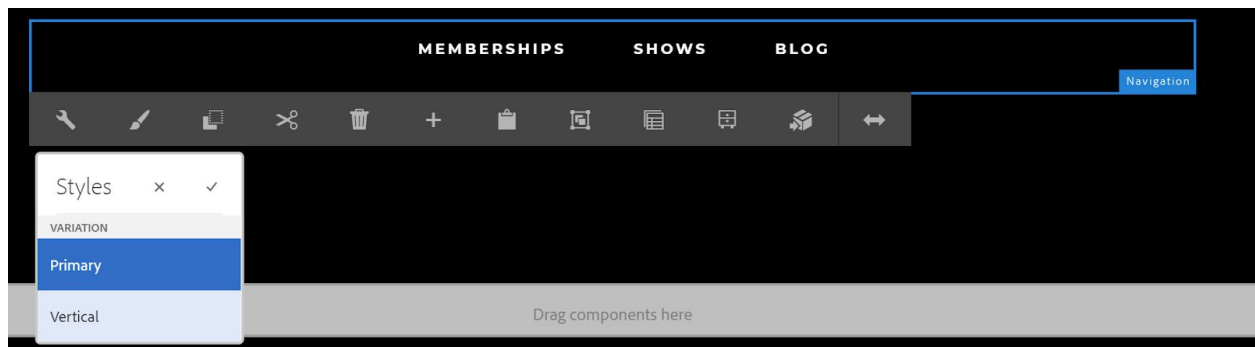 MEMBERSHIPS SHOWS BLOG
Navigation
Styles
VARIATION
Primary
Vertical
Drag components here